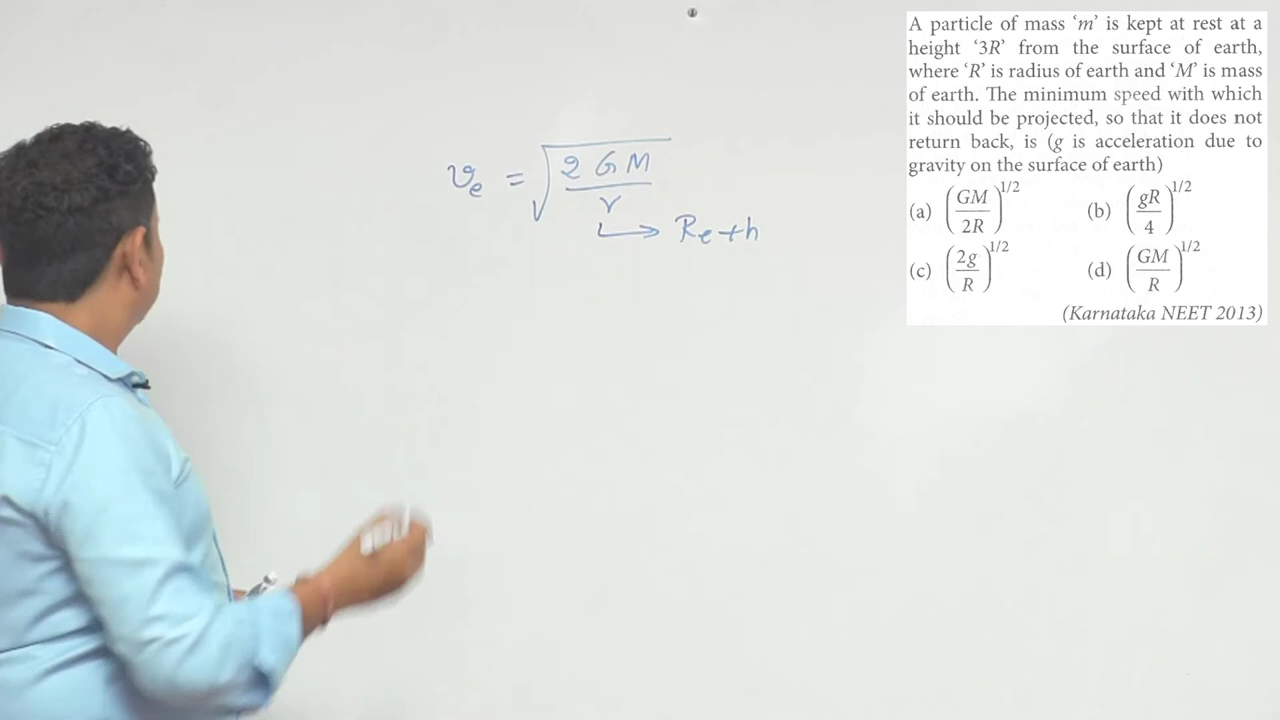 v_e = √(2 G M / r)
↳ Re+h
A particle of mass ‘m’ is kept at rest at a
height ‘3R’ from the surface of earth,
where ‘R’ is radius of earth and ‘M’ is mass
of earth. The minimum speed with which
it should be projected, so that it does not
return back, is (g is acceleration due to
gravity on the surface of earth)
(a) (GM/2R)^1/2 (b) (gR/4)^1/2
(c) (2g/R)^1/2 (d) (GM/R)^1/2
(Karnataka NEET 2013)